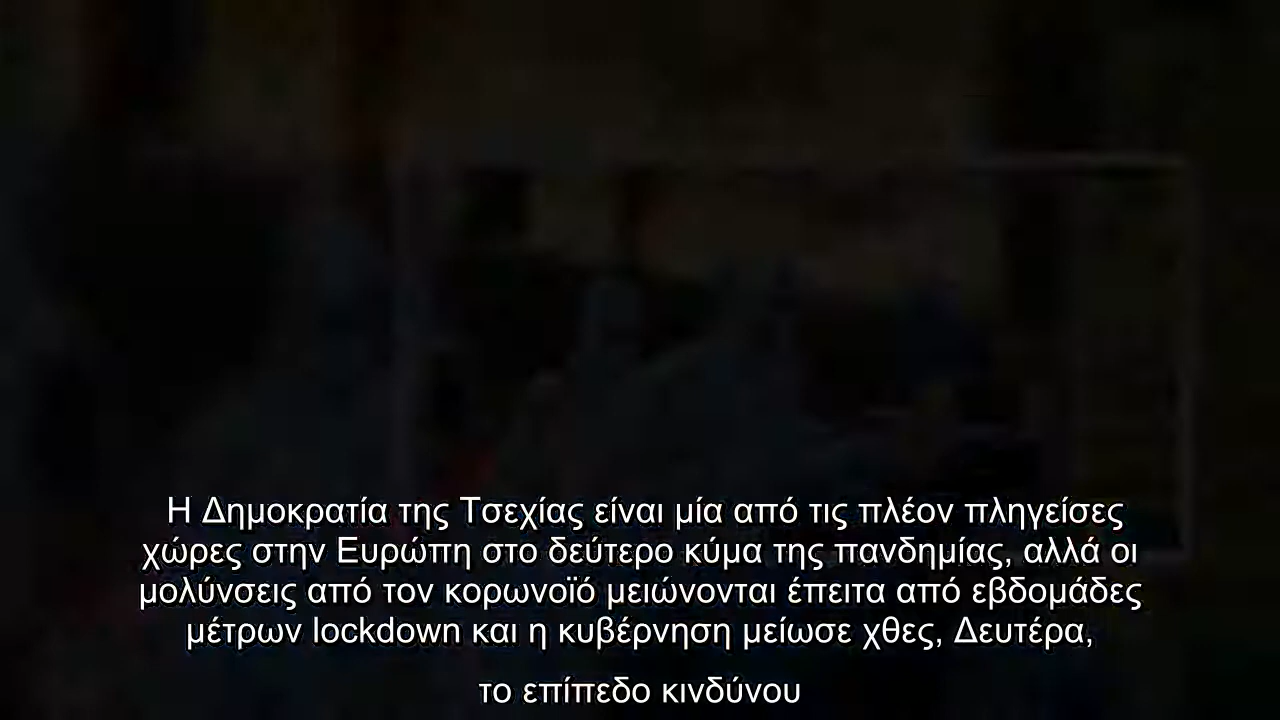 Η Δημοκρατία της Τσεχίας είναι μία από τις πλέον πληγείσες
χώρες στην Ευρώπη στο δεύτερο κύμα της πανδημίας, αλλά οι
μολύνσεις από τον κορωνοϊό μειώνονται έπειτα από εβδομάδες
μέτρων lockdown και η κυβέρνηση μείωσε χθες, Δευτέρα,
το επίπεδο κινδύνου